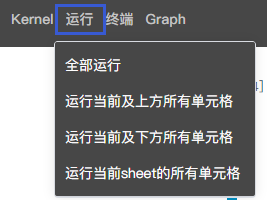 Kernel 运行 终端 Graph
全部运行
运行当前及上方所有单元格
运行当前及下方所有单元格
运行当前sheet的所有单元格